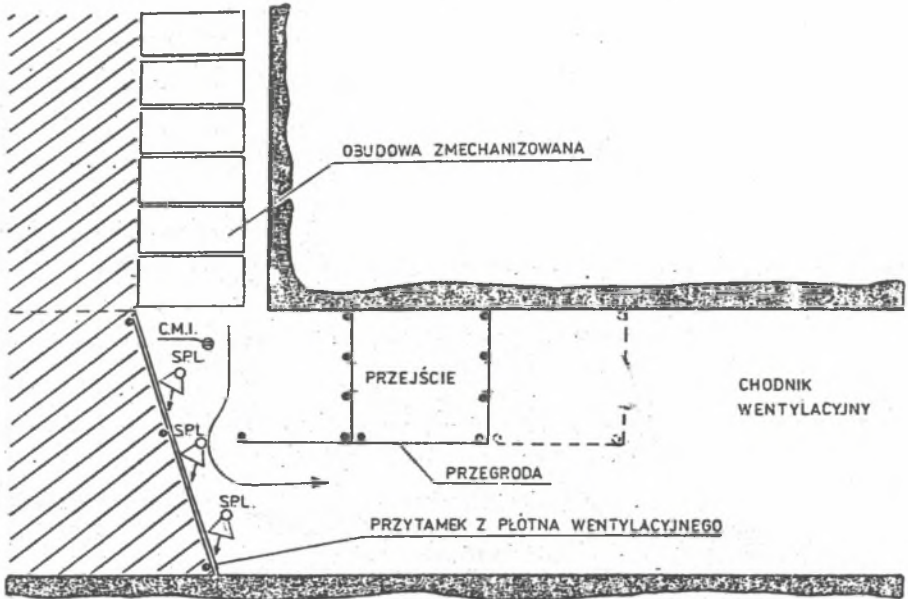 OBUDOWA ZMECHANIZOWANA
C.M.I.
SPL.
PRZEJŚCIE
CHODNIK
WENTYLACYJNY
SPL.
PRZEGRODA
SPL.
PRZYTAMEK Z PŁÓTNA WENTYLACYJNEGO